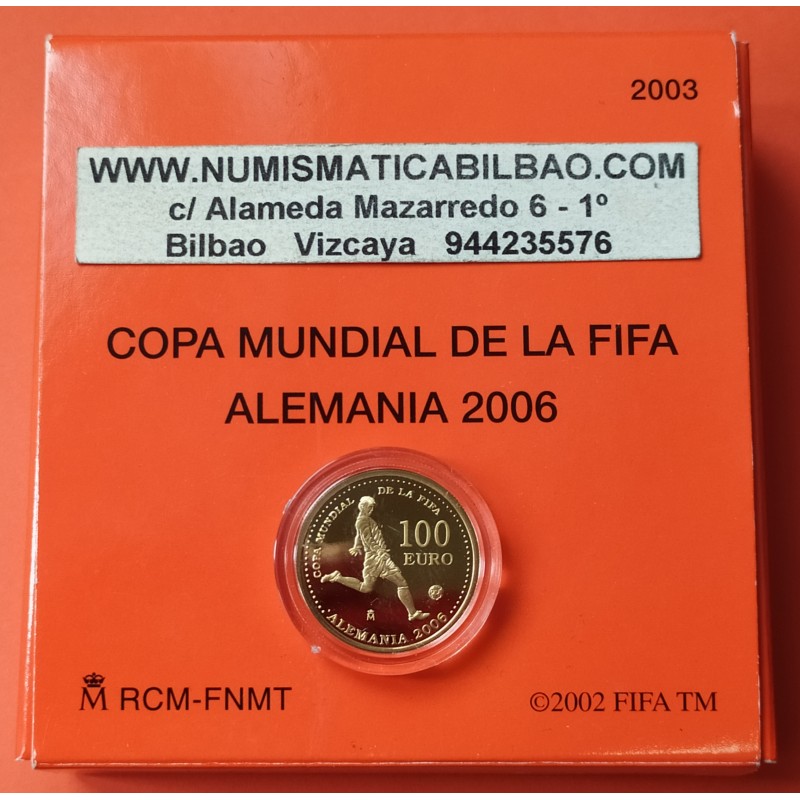 2003
WWW.NUMISMATICABILBAO.COM
c/ Alameda Mazarredo 6 - 1º
Bilbao Vizcaya 944235576
COPA MUNDIAL DE LA FIFA
ALEMANIA 2006
COPA MUNDIAL DE LA FIFA
100
EURO
M
ALEMANIA 2006
M RCM-FNMT
©2002 FIFA TM